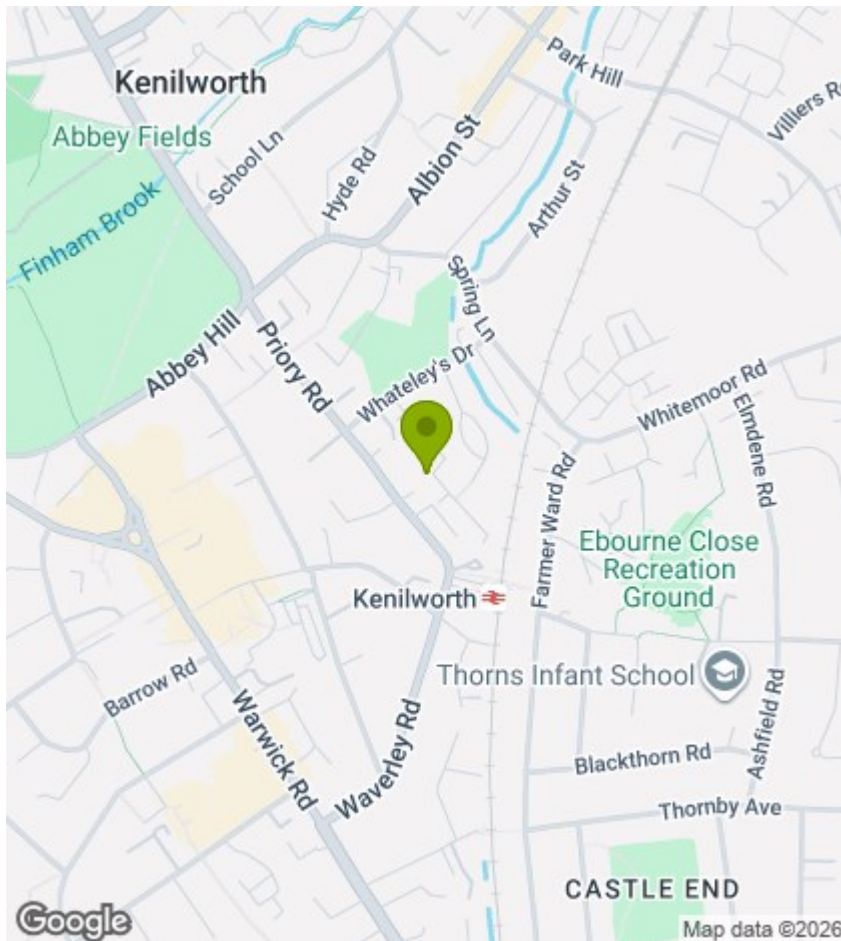 Park Hill
Kenilworth
Villiers Rd
Abbey Fields
School Ln
Hyde Rd
Albion St
Arthur St
Finham Brook
Spring Ln
Abbey Hill
Priory Rd
Whateley's Dr
Whitemoor Rd
Elmdene Rd
Farmer Ward Rd
Ebourne Close
Recreation
Ground
Kenilworth
Thorns Infant School
Barrow Rd
Warwick Rd
Waverley Rd
Ashfield Rd
Blackthorn Rd
Thornby Ave
CASTLE END
Google
Map data ©2026